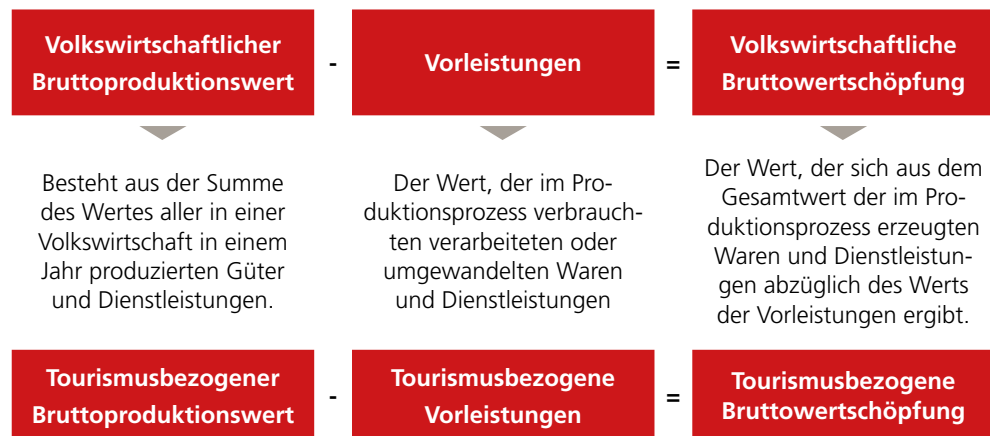 Volkswirtschaftlicher
Bruttoproduktionswert
-
Vorleistungen
=
Volkswirtschaftliche
Bruttowertschöpfung
Besteht aus der Summe
des Wertes aller in einer
Volkswirtschaft in einem
Jahr produzierten Güter
und Dienstleistungen.
Der Wert, der im Pro-
duktionsprozess verbrauch-
ten verarbeiteten oder
umgewandelten Waren
und Dienstleistungen
Der Wert, der sich aus dem
Gesamtwert der im Pro-
duktionsprozess erzeugten
Waren und Dienstleistun-
gen abzüglich des Werts
der Vorleistungen ergibt.
Tourismusbezogener
Bruttoproduktionswert
-
Tourismusbezogene
Vorleistungen
=
Tourismusbezogene
Bruttowertschöpfung